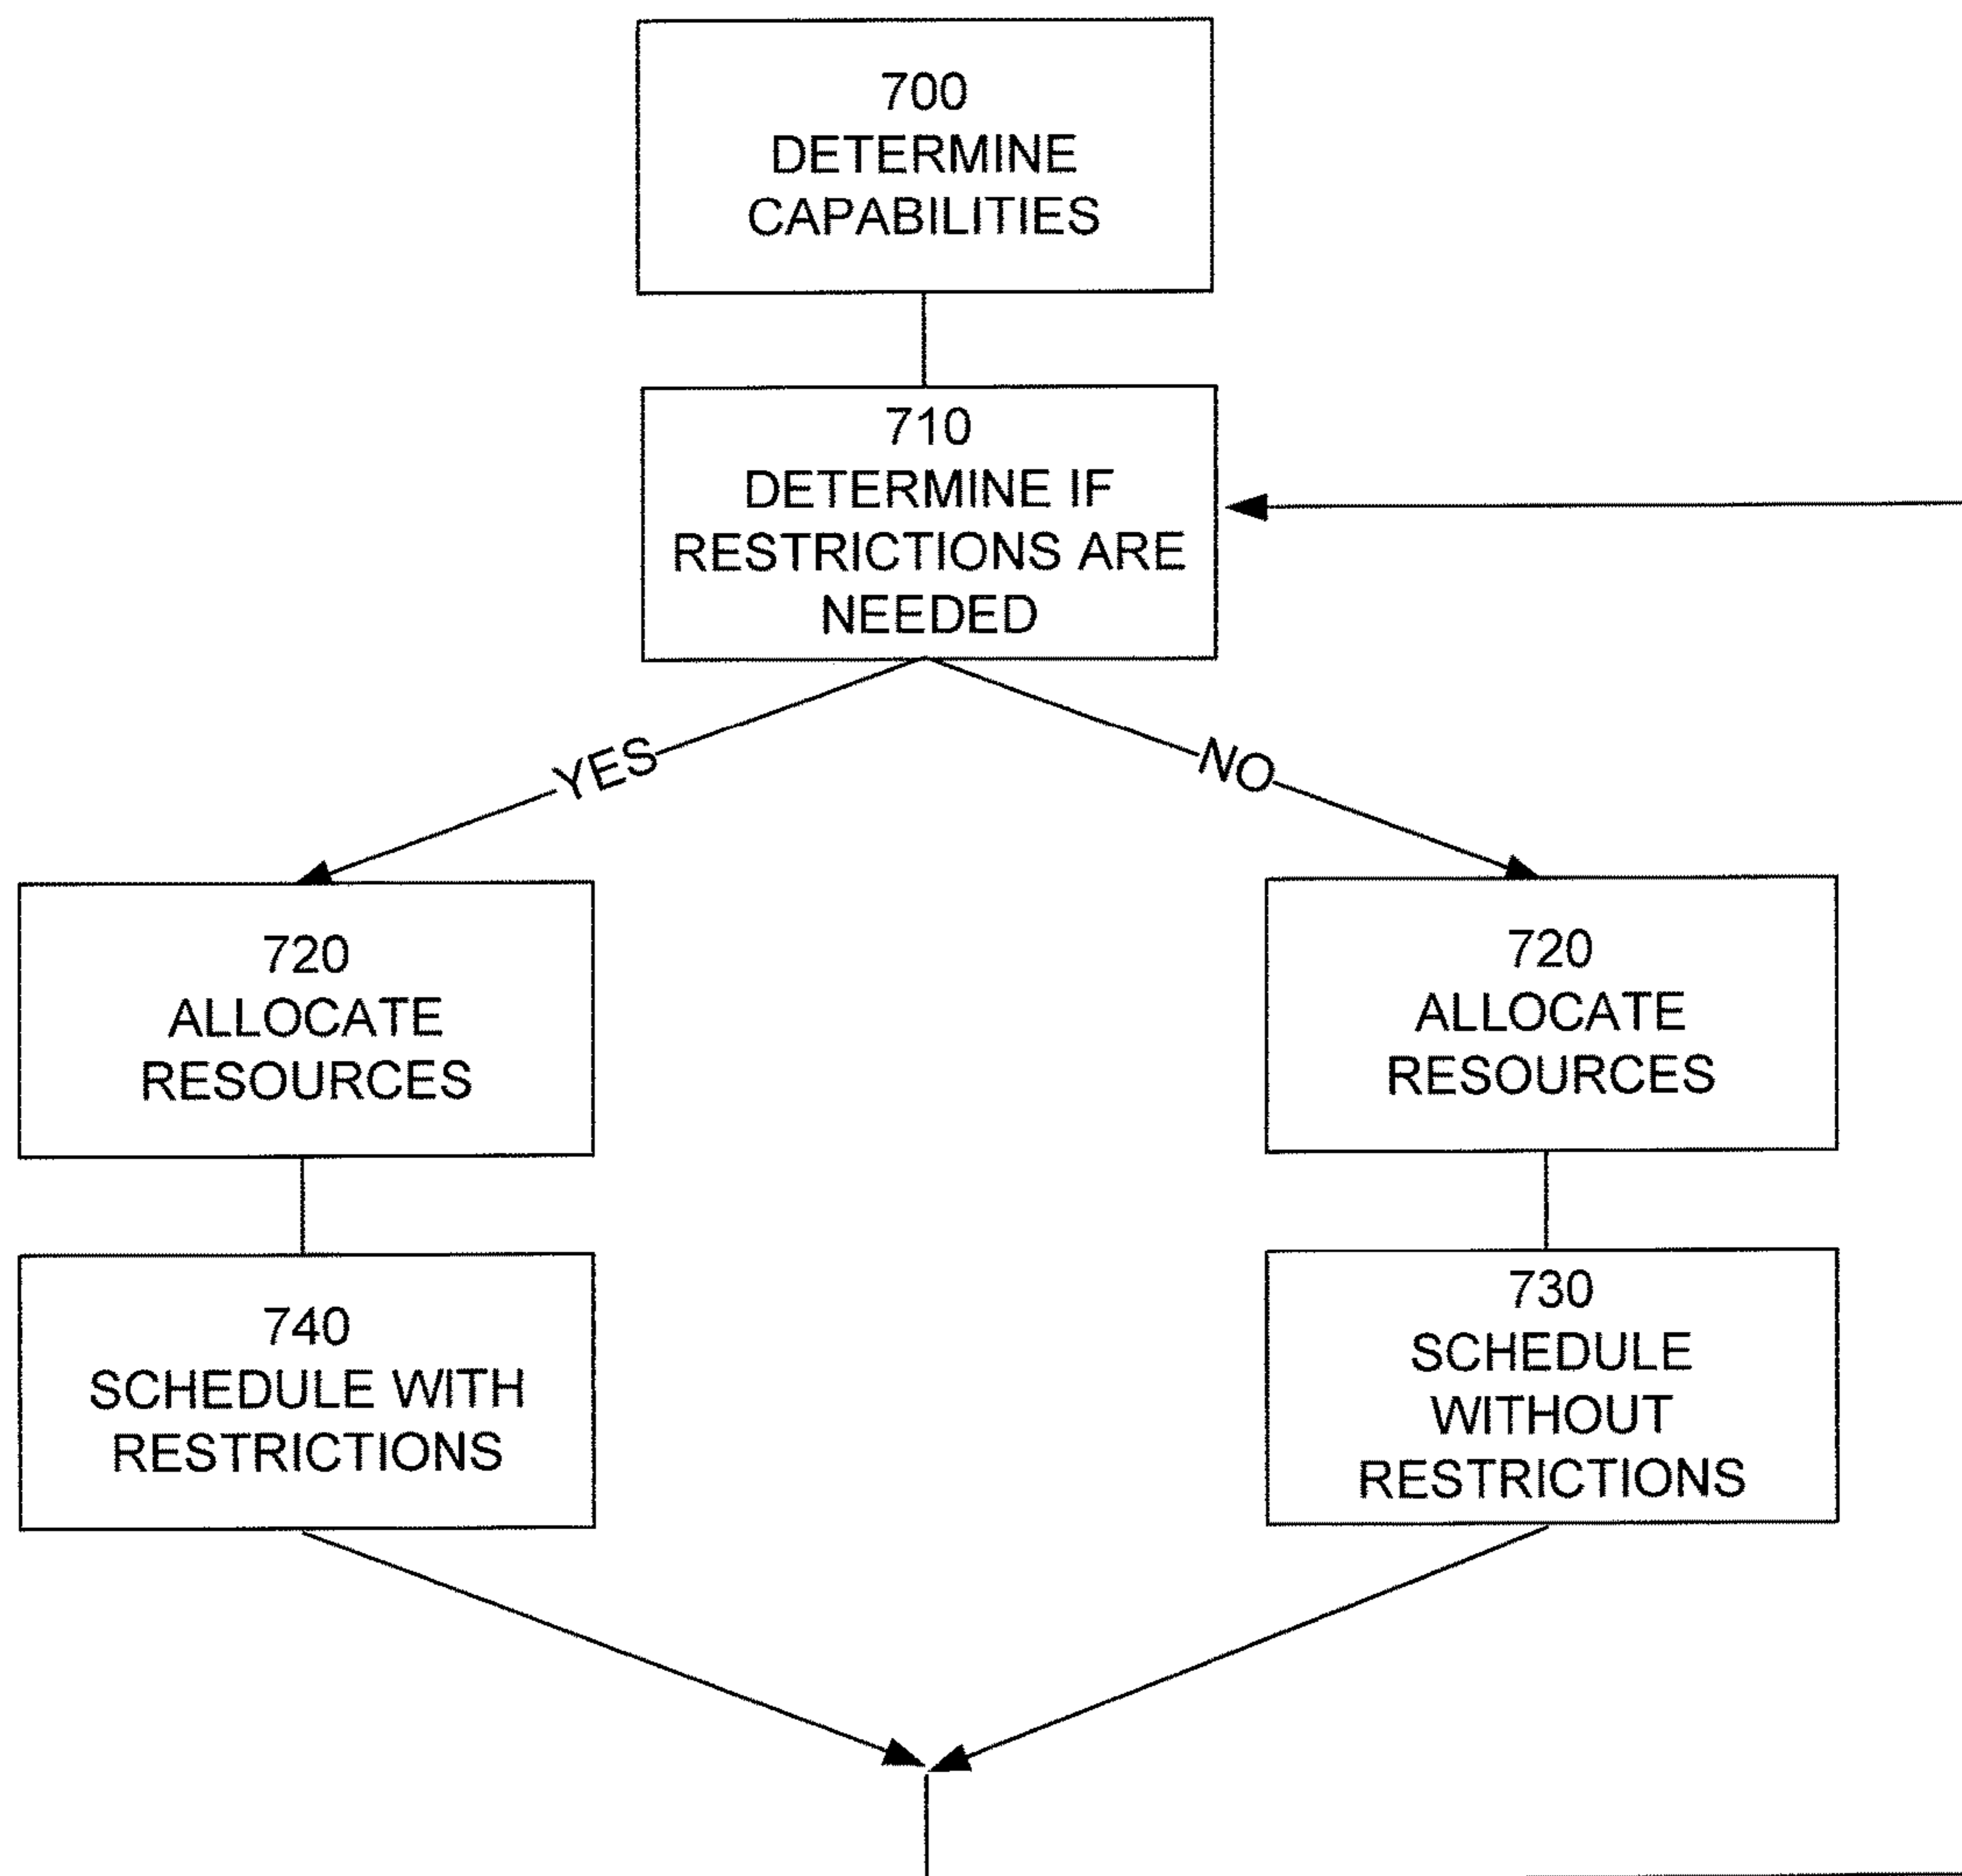 700
DETERMINE
CAPABILITIES
710
DETERMINE IF
RESTRICTIONS ARE
NEEDED
YES
NO
720
ALLOCATE
RESOURCES
720
ALLOCATE
RESOURCES
740
SCHEDULE WITH
RESTRICTIONS
730
SCHEDULE
WITHOUT
RESTRICTIONS